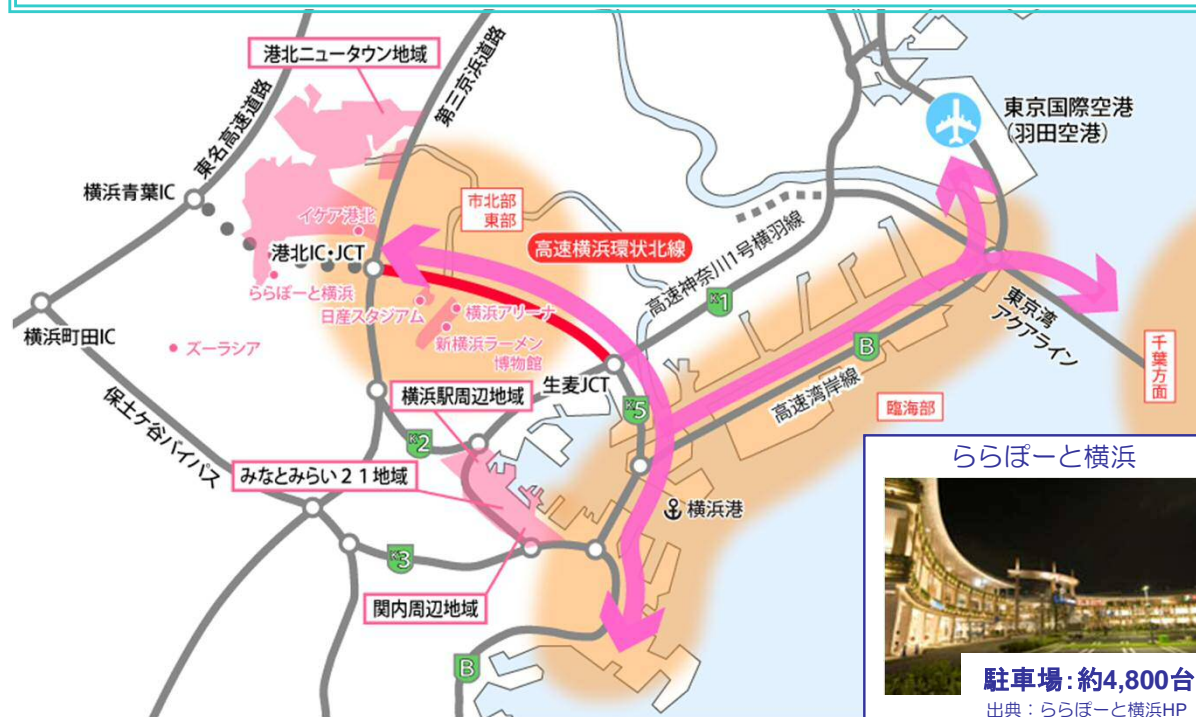 港北ニュータウン地域
第三京浜道路
東名高速道路
東京国際空港
(羽田空港)
横浜青葉IC
市北部
東部
イケア港北
高速横浜環状北線
港北IC・JCT
高速神奈川1号横羽線
ららぽーと横浜
日産スタジアム
横浜アリーナ
K1
東京湾
アクアライン
横浜町田IC
ズーラシア
新横浜ラーメン
博物館
生麦JCT
B
千葉方面
横浜駅周辺地域
K5
高速湾岸線
臨海部
保土ヶ谷バイパス
K2
みなとみらい21地域
横浜港
K3
関内周辺地域
B
ららぽーと横浜
駐車場:約4,800台
出典：ららぽーと横浜HP